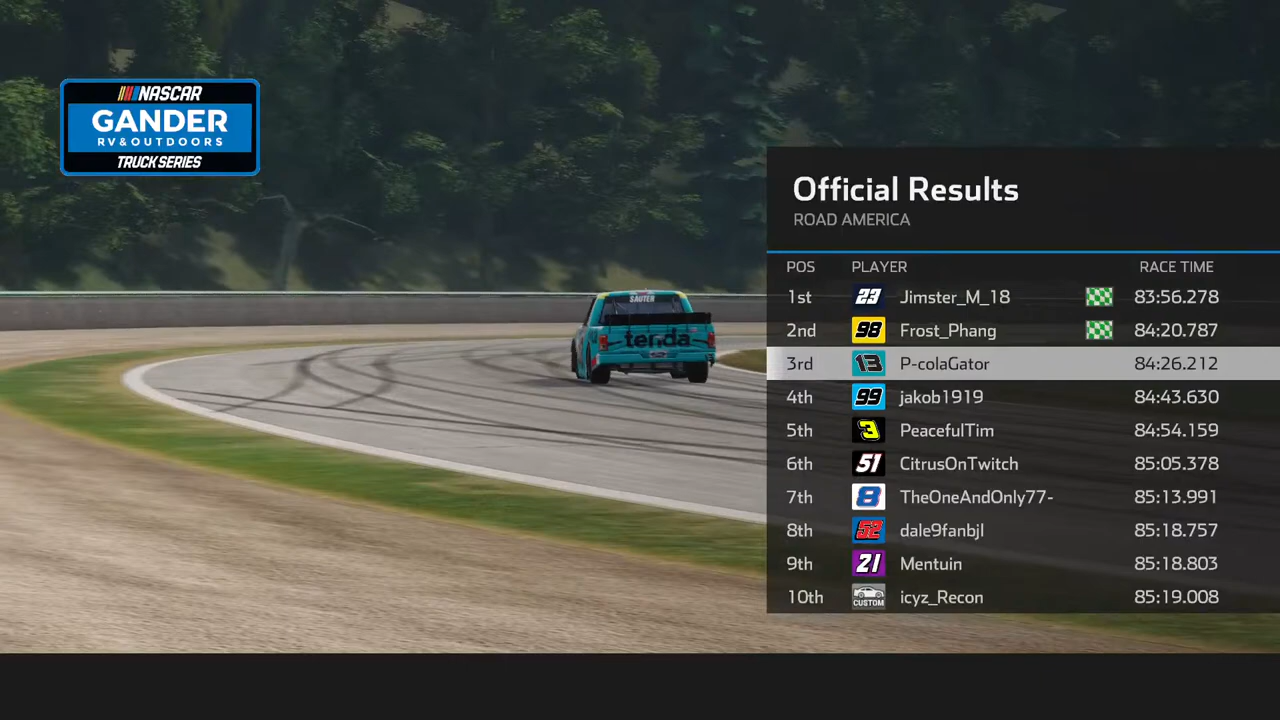 NASCAR
GANDER
RV & OUTDOORS
TRUCK SERIES
Official Results
ROAD AMERICA
POS PLAYER RACE TIME
1st 23 Jimster_M_18 83:56.278
2nd 98 Frost_Phang 84:20.787
3rd 13 P-colaGator 84:26.212
4th 99 jakob1919 84:43.630
5th 3 PeacefulTim 84:54.159
6th 51 CitrusOnTwitch 85:05.378
7th 8 TheOneAndOnly77- 85:13.991
8th 52 dale9fanbjl 85:18.757
9th 21 Mentuin 85:18.803
10th CUSTOM icyz_Recon 85:19.008
SAUTER
tenda